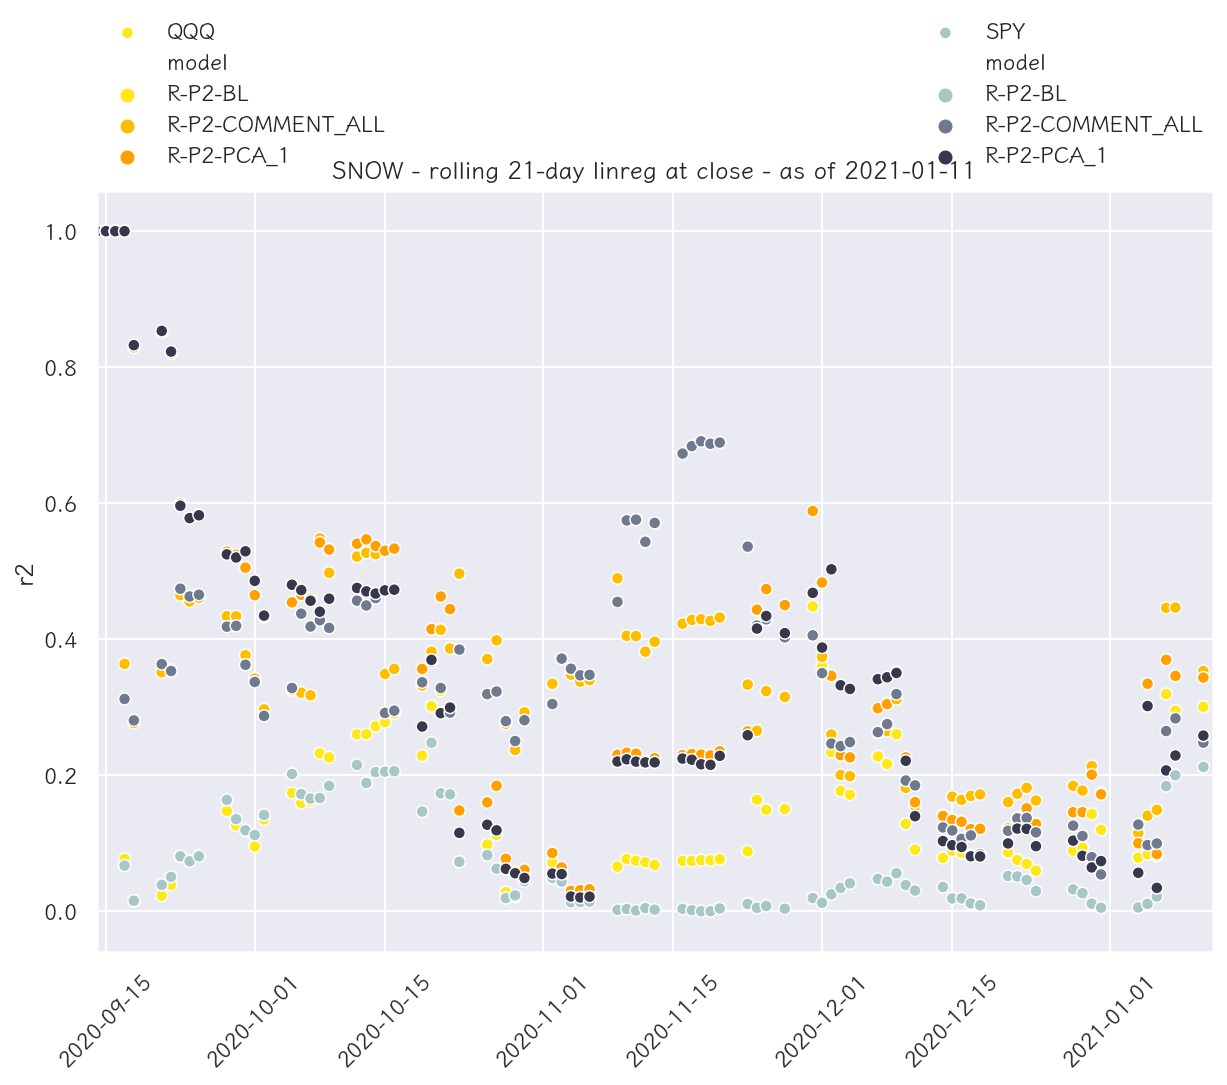 QQQ
model
R-P2-BL
R-P2-COMMENT_ALL
R-P2-PCA_1
SPY
model
R-P2-BL
R-P2-COMMENT_ALL
R-P2-PCA_1
SNOW - rolling 21-day linreg at close - as of 2021-01-11
1.0
0.8
0.6
0.4
0.2
0.0
r2
2020-09-15
2020-10-01
2020-10-15
2020-11-01
2020-11-15
2020-12-01
2020-12-15
2021-01-01